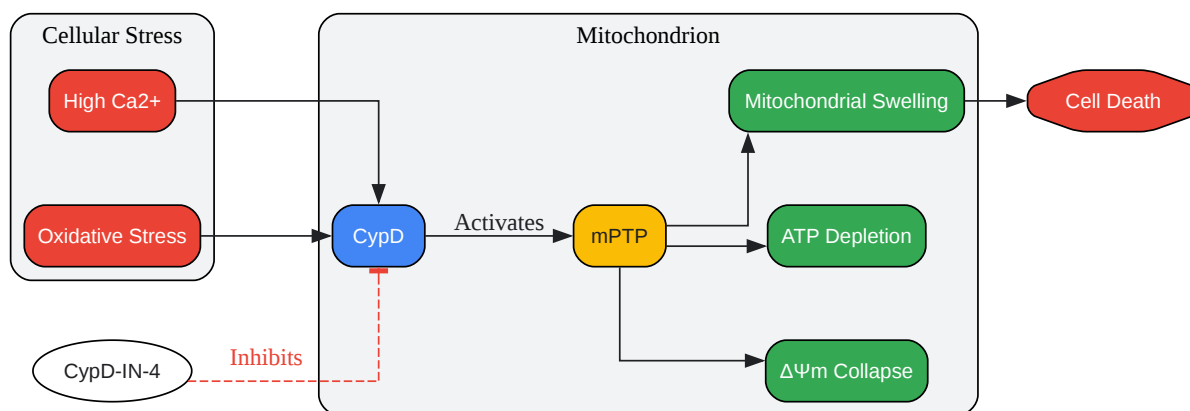 Cellular Stress
Mitochondrion
High Ca2+
Mitochondrial Swelling
Cell Death
Oxidative Stress
CypD
Activates
mPTP
ATP Depletion
Inhibits
CypD-IN-4
ΔΨm Collapse